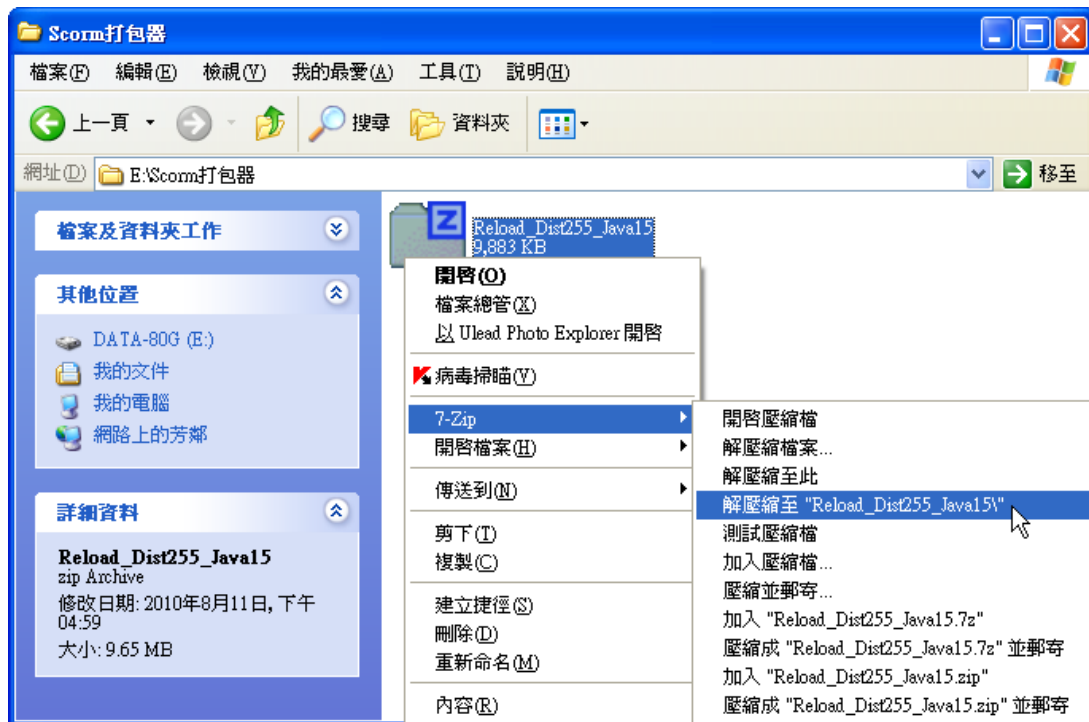 Scorm打包器
檔案(F) 編輯(E) 檢視(V) 我的最愛(A) 工具(T) 說明(H)
上一頁 搜尋 資料夾
網址(D) E:\Scorm打包器 移至
檔案及資料夾工作
其他位置
DATA-80G (E:)
我的文件
我的電腦
網路上的芳鄰
詳細資料
Reload_Dist255_Java15
zip Archive
修改日期: 2010年8月11日, 下午
04:59
大小: 9.65 MB
Z
Reload_Dist255_Java15
9,883 KB
開啓(O)
檔案總管(X)
以 Ulead Photo Explorer 開啓
病毒掃瞄(V)
7-Zip
開啓檔案(H)
傳送到(N)
剪下(T)
複製(C)
建立捷徑(S)
刪除(D)
重新命名(M)
內容(R)
開啓壓縮檔
解壓縮檔案...
解壓縮至此
解壓縮至 "Reload_Dist255_Java15\"
測試壓縮檔
加入壓縮檔...
壓縮並郵寄...
加入 "Reload_Dist255_Java15.7z"
壓縮成 "Reload_Dist255_Java15.7z" 並郵寄
加入 "Reload_Dist255_Java15.zip"
壓縮成 "Reload_Dist255_Java15.zip" 並郵寄